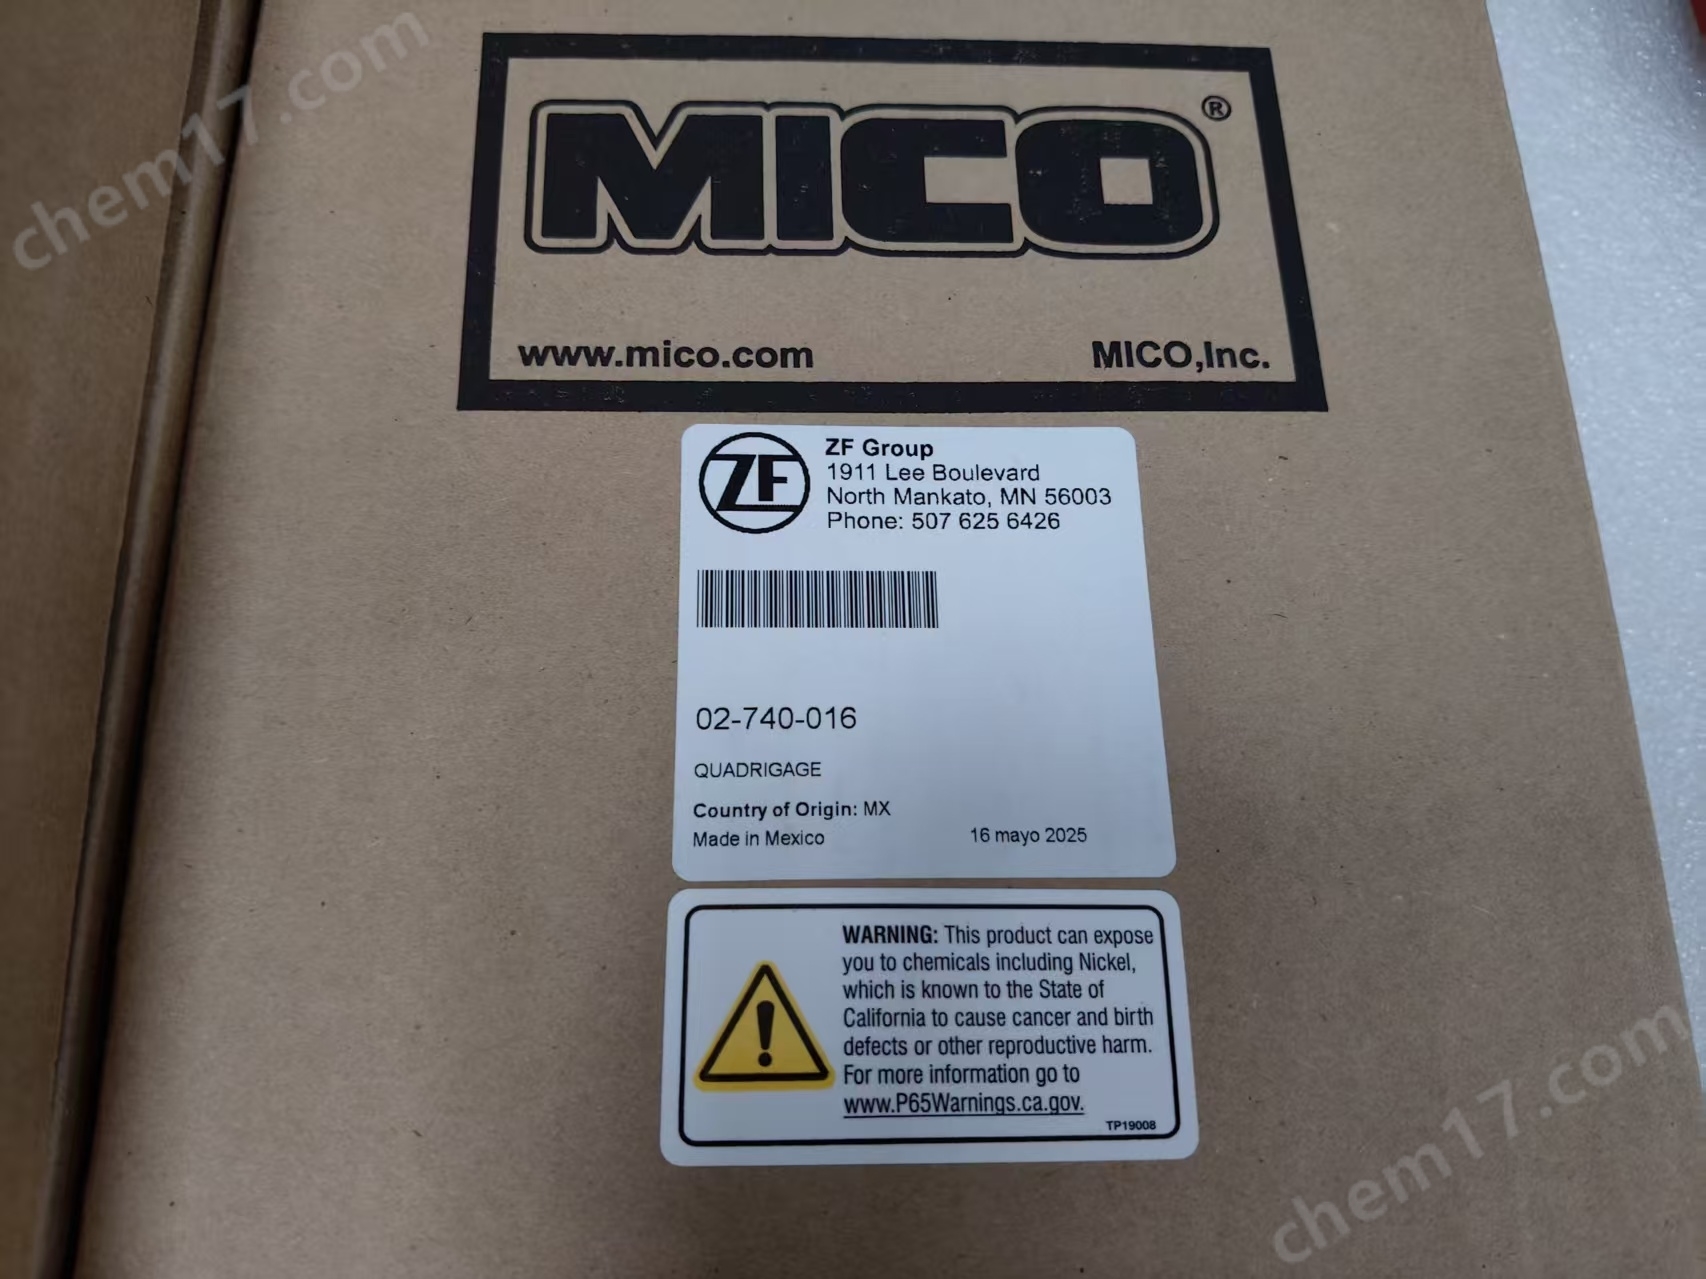 MICO®
www.mico.com MICO,Inc.
ZF
ZF Group
1911 Lee Boulevard
North Mankato, MN 56003
Phone: 507 625 6426
02-740-016
QUADRIGAGE
Country of Origin: MX
Made in Mexico
16 mayo 2025
WARNING: This product can expose
you to chemicals including Nickel,
which is known to the State of
California to cause cancer and birth
defects or other reproductive harm.
For more information go to
www.P65Warnings.ca.gov.
TP19008
chem17.com
chem17.com